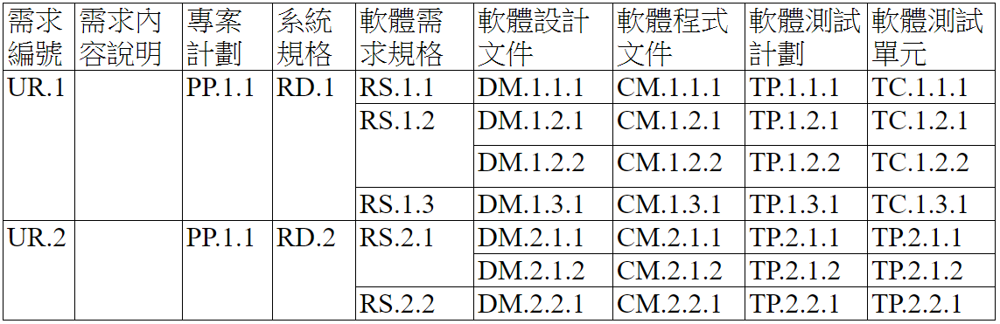 需求 需求內 專案 系統 軟體需 軟體設計 軟體程式 軟體測試 軟體測試
編號 容說明 計劃 規格 求規格 文件 文件 計劃 單元
UR.1 PP.1.1 RD.1 RS.1.1 DM.1.1.1 CM.1.1.1 TP.1.1.1 TC.1.1.1
RS.1.2 DM.1.2.1 CM.1.2.1 TP.1.2.1 TC.1.2.1
DM.1.2.2 CM.1.2.2 TP.1.2.2 TC.1.2.2
RS.1.3 DM.1.3.1 CM.1.3.1 TP.1.3.1 TC.1.3.1
UR.2 PP.1.1 RD.2 RS.2.1 DM.2.1.1 CM.2.1.1 TP.2.1.1 TP.2.1.1
DM.2.1.2 CM.2.1.2 TP.2.1.2 TP.2.1.2
RS.2.2 DM.2.2.1 CM.2.2.1 TP.2.2.1 TP.2.2.1